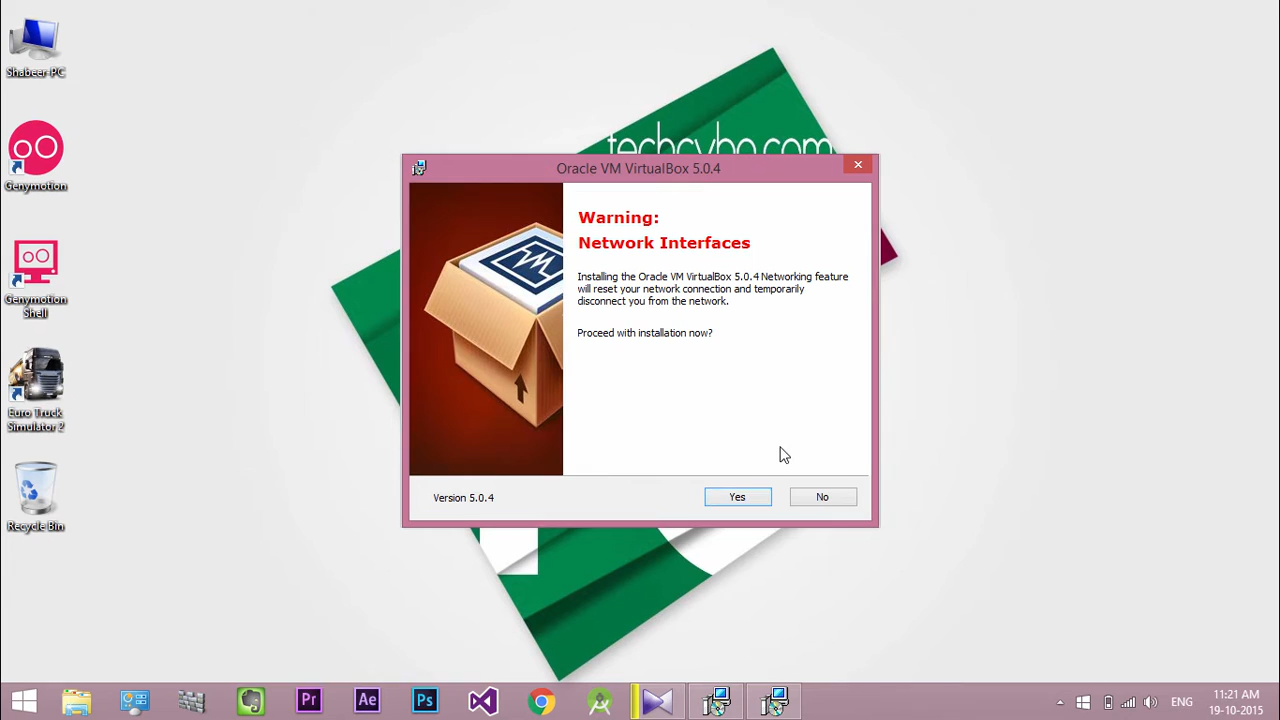 Shabeer-PC
Genymotion
Genymotion
Shell
Euro Truck
Simulator 2
Recycle Bin
techcybo.com
Oracle VM VirtualBox 5.0.4
Warning:
Network Interfaces
Installing the Oracle VM VirtualBox 5.0.4 Networking feature
will reset your network connection and temporarily
disconnect you from the network.
Proceed with installation now?
Version 5.0.4
Yes
No
Pr
Ae
Ps
ENG
11:21 AM
19-10-2015